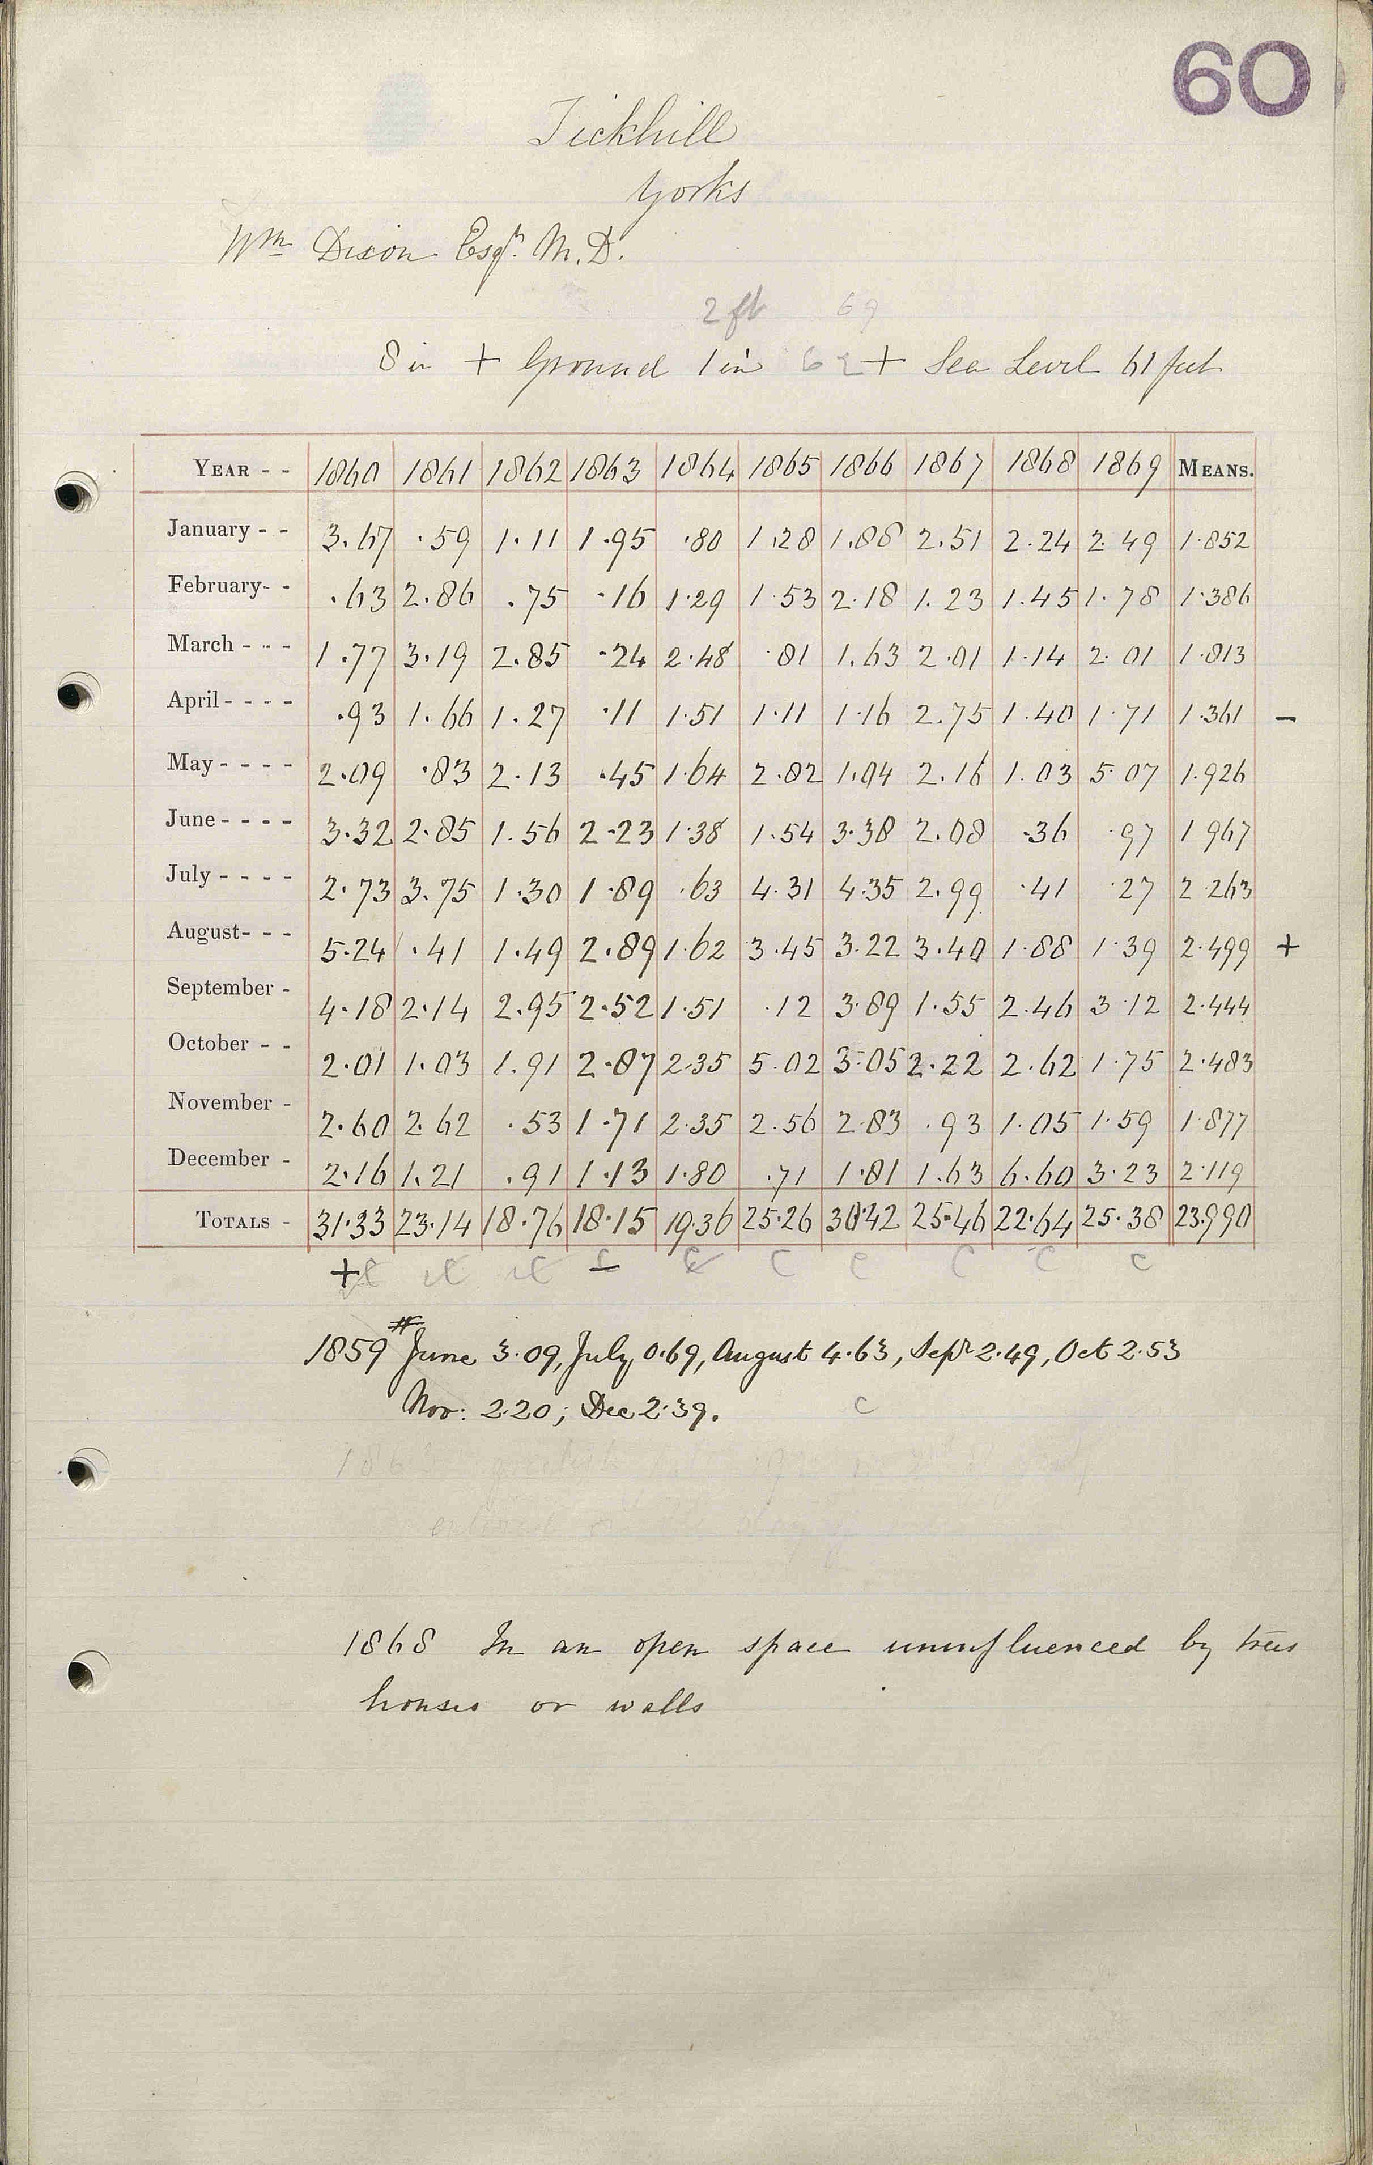 60
Tickhill
Yorks
Wm Dixon Esqr. M.D.
2 ft 69
8 in + Ground 1 in 62 + Sea Level 61 feet
YEAR - - 1860 1861 1862 1863 1864 1865 1866 1867 1868 1869 MEANS.
January - - 3.67 .59 1.11 1.95 .80 1.28 1.88 2.51 2.24 2.49 1.852
February- - .63 2.86 .75 .16 1.29 1.53 2.18 1.23 1.45 1.78 1.386
March - - - 1.77 3.19 2.85 .24 2.48 .81 1.63 2.01 1.14 2.01 1.813
April - - - - .93 1.66 1.27 .11 1.51 1.11 1.16 2.75 1.40 1.71 1.361 –
May - - - - 2.09 .83 2.13 .45 1.64 2.82 1.04 2.16 1.03 5.07 1.926
June - - - - 3.32 2.85 1.56 2.23 1.38 1.54 3.38 2.08 .36 .97 1.967
July - - - - 2.73 3.75 1.30 1.89 .63 4.31 4.35 2.99 .41 .27 2.263
August- - - 5.24 .41 1.49 2.89 1.62 3.45 3.22 3.40 1.88 1.39 2.499 +
September - 4.18 2.14 2.95 2.52 1.51 .12 3.89 1.55 2.46 3.12 2.444
October - - 2.01 1.03 1.91 2.87 2.35 5.02 3.05 2.22 2.62 1.75 2.483
November - 2.60 2.62 .53 1.71 2.35 2.56 2.83 .93 1.05 1.59 1.877
December - 2.16 1.21 .91 1.13 1.80 .71 1.81 1.63 6.60 3.23 2.119
TOTALS - 31.33 23.14 18.76 18.15 19.36 25.26 30.42 25.46 22.64 25.38 23.990
+ – C C C C C
1859 # June 3.09, July 0.69, August 4.63, Sepr 2.49, Oct 2.53
Nov: 2.20; Dec 2.39. C
1868 In an open space uninfluenced by trees
houses or walls